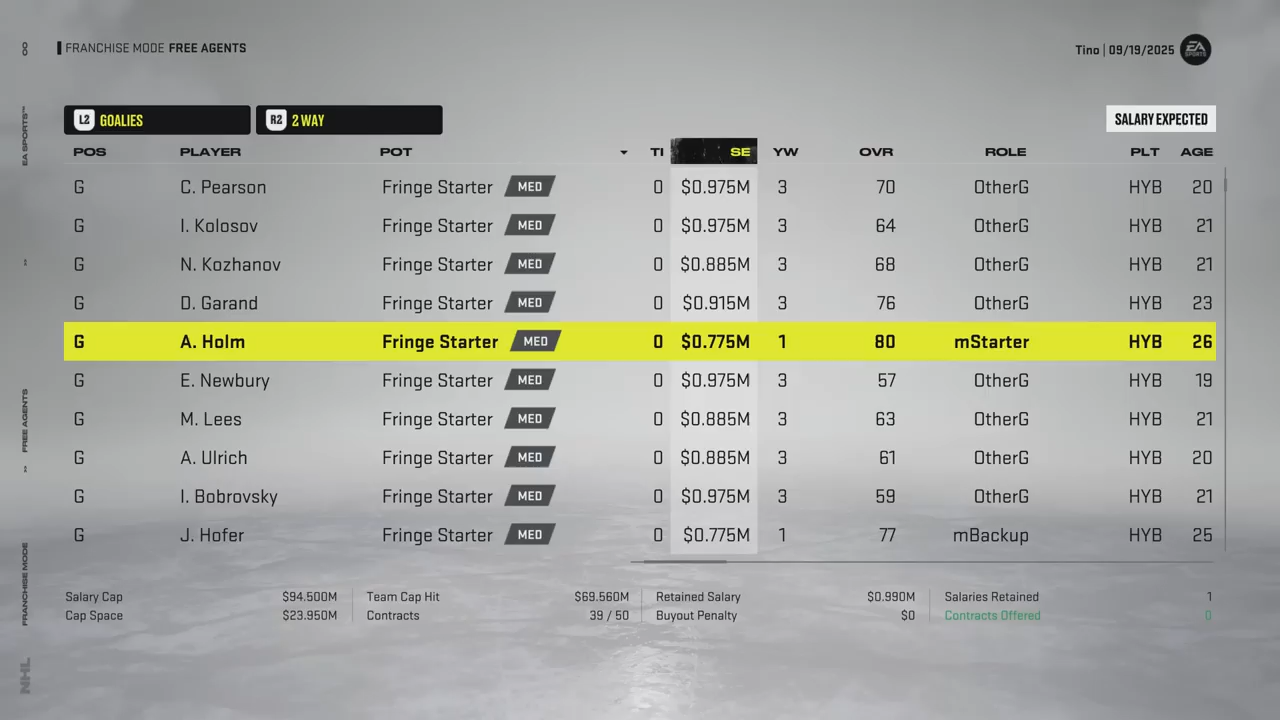 FRANCHISE MODE FREE AGENTS
Tino | 09/19/2025
EA SPORTS
L2 GOALIES R2 2 WAY
SALARY EXPECTED
POS PLAYER POT TI SE YW OVR ROLE PLT AGE
G C. Pearson Fringe Starter MED 0 $0.975M 3 70 OtherG HYB 20
G I. Kolosov Fringe Starter MED 0 $0.975M 3 64 OtherG HYB 21
G N. Kozhanov Fringe Starter MED 0 $0.885M 3 68 OtherG HYB 21
G D. Garand Fringe Starter MED 0 $0.915M 3 76 OtherG HYB 23
G A. Holm Fringe Starter MED 0 $0.775M 1 80 mStarter HYB 26
G E. Newbury Fringe Starter MED 0 $0.975M 3 57 OtherG HYB 19
G M. Lees Fringe Starter MED 0 $0.885M 3 63 OtherG HYB 21
G A. Ulrich Fringe Starter MED 0 $0.885M 3 61 OtherG HYB 20
G I. Bobrovsky Fringe Starter MED 0 $0.975M 3 59 OtherG HYB 21
G J. Hofer Fringe Starter MED 0 $0.775M 1 77 mBackup HYB 25
Salary Cap $94.500M Team Cap Hit $69.560M Retained Salary $0.990M Salaries Retained 1
Cap Space $23.950M Contracts 39 / 50 Buyout Penalty $0 Contracts Offered 0
NHL FRANCHISE MODE » FREE AGENTS » EA SPORTS™